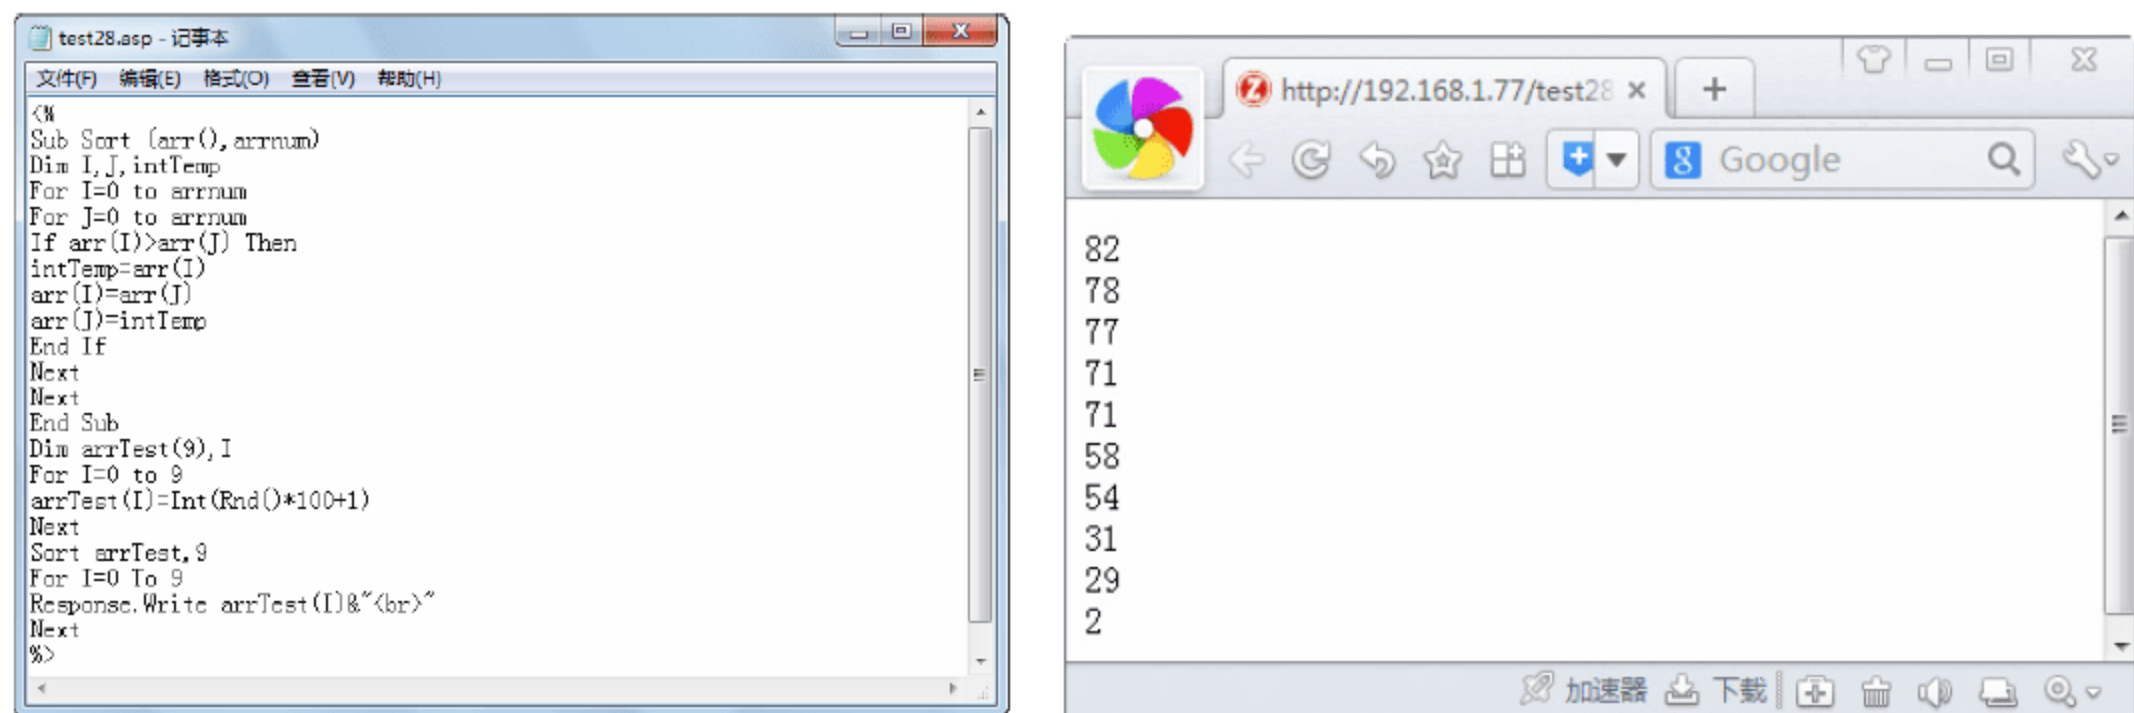 test28.asp - 记事本
文件(F) 编辑(E) 格式(O) 查看(V) 帮助(H)
<%
Sub Sort (arr(),arrnum)
Dim I,J,intTemp
For I=0 to arrnum
For J=0 to arrnum
If arr(I)>arr(J) Then
intTemp=arr(I)
arr(I)=arr(J)
arr(J)=intTemp
End If
Next
Next
End Sub
Dim arrTest(9),I
For I=0 to 9
arrTest(I)=Int(Rnd()*100+1)
Next
Sort arrTest,9
For I=0 To 9
Response.Write arrTest(I)&"<br>"
Next
%>
http://192.168.1.77/test28
Google
82
78
77
71
71
58
54
31
29
2
加速器 下载